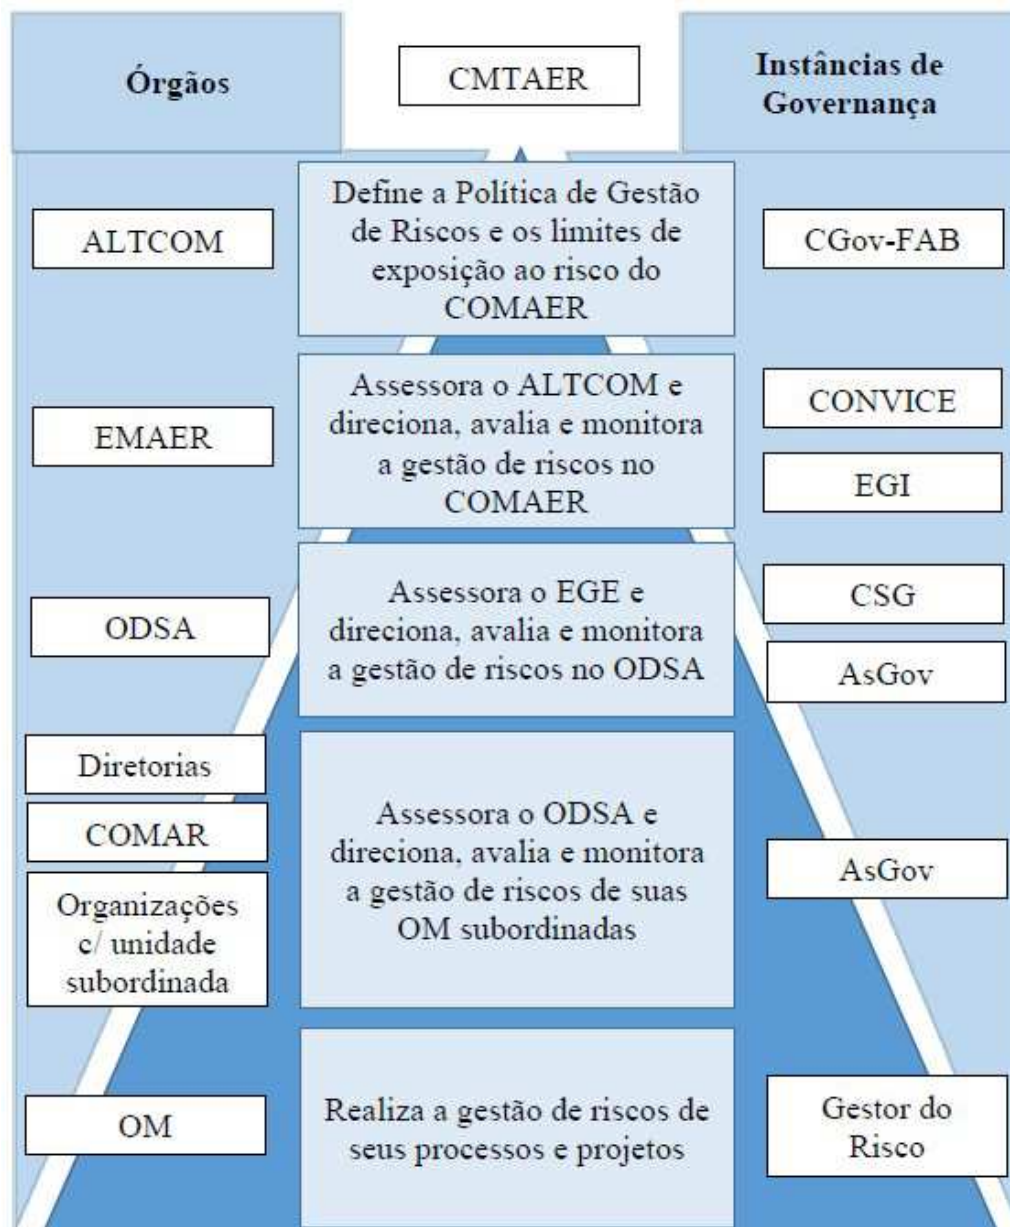 Órgãos
CMTAER
Instâncias de
Governança
ALTCOM
Define a Política de Gestão
de Riscos e os limites de
exposição ao risco do
COMAER
CGov-FAB
EMAER
Assessora o ALTCOM e
direciona, avalia e monitora
a gestão de riscos no
COMAER
CONVICE
EGI
ODSA
Assessora o EGE e
direciona, avalia e monitora
a gestão de riscos no ODSA
CSG
AsGov
Diretorias
COMAR
Organizações
c/ unidade
subordinada
Assessora o ODSA e
direciona, avalia e monitora
a gestão de riscos de suas
OM subordinadas
AsGov
OM
Realiza a gestão de riscos de
seus processos e projetos
Gestor do
Risco